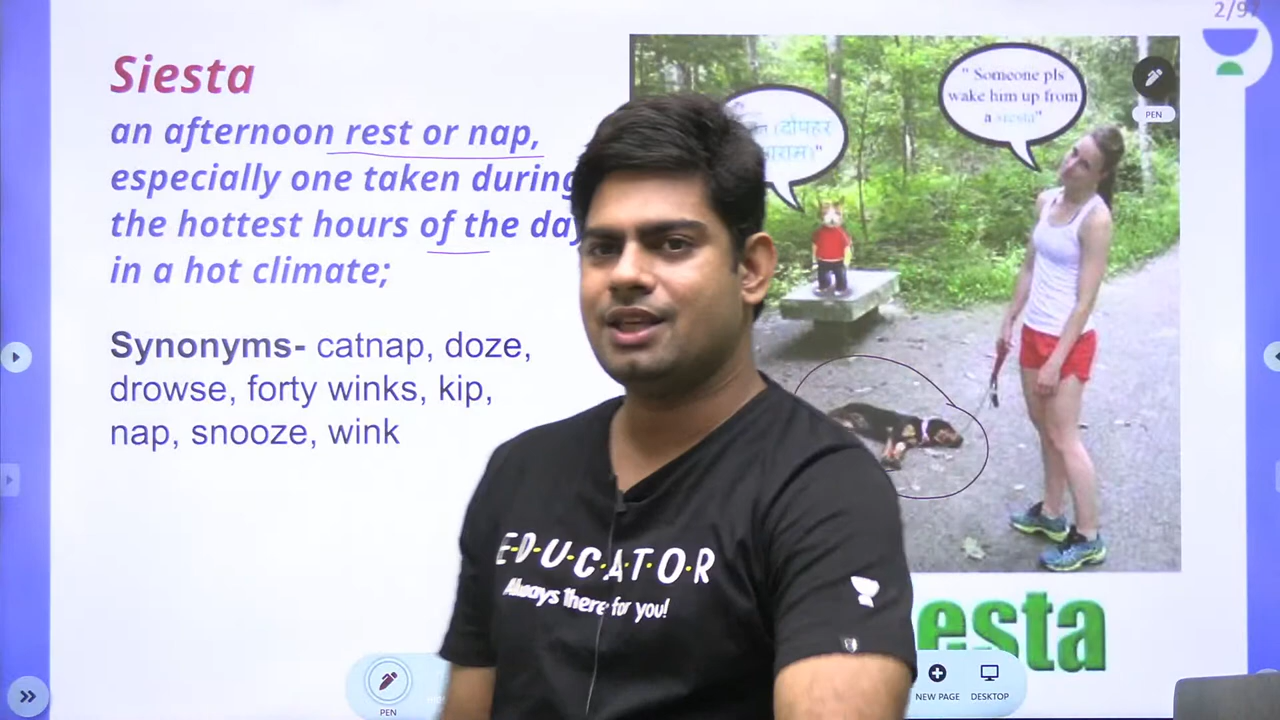 2/97
Siesta
an afternoon rest or nap,
especially one taken during
the hottest hours of the day
in a hot climate;
Synonyms- catnap, doze,
drowse, forty winks, kip,
nap, snooze, wink
(दोपहर
" Someone pls
wake him up from
a siesta"
PEN
E·D·U·C·A·T·O·R
Always there for you!
esta
PEN
NEW PAGE
DESKTOP